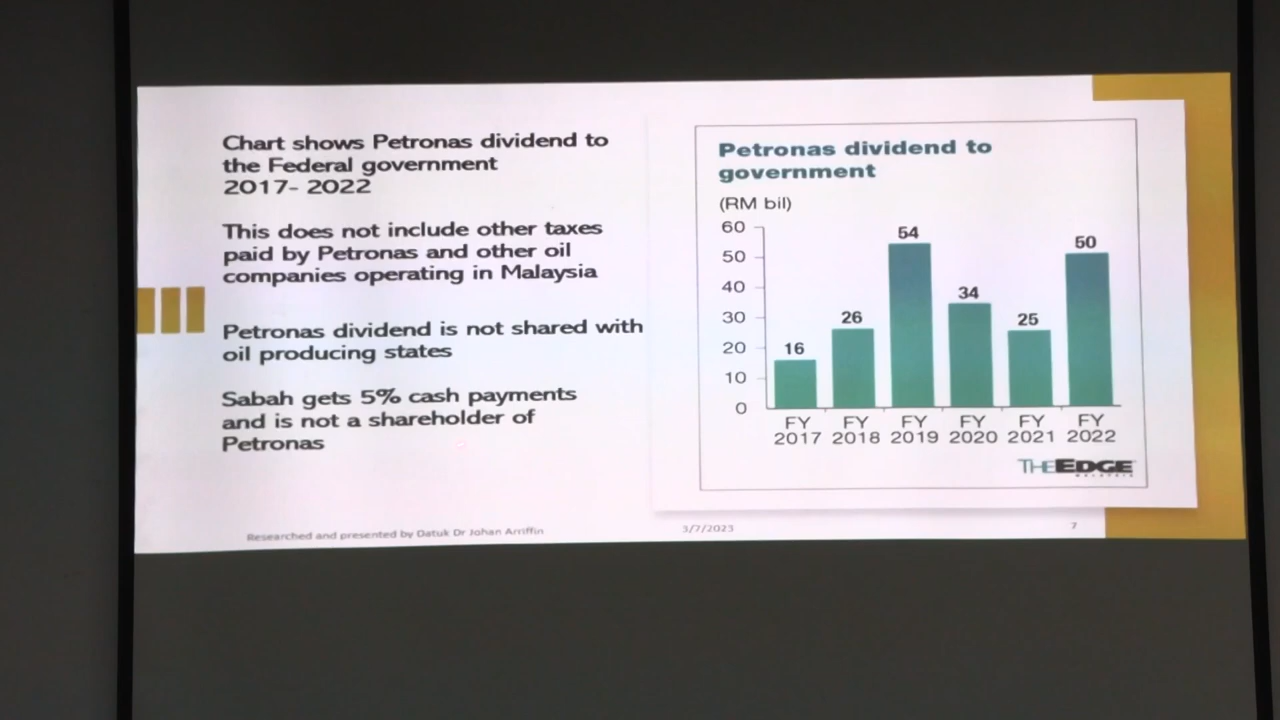 Chart shows Petronas dividend to
the Federal government
2017- 2022
This does not include other taxes
paid by Petronas and other oil
companies operating in Malaysia
Petronas dividend is not shared with
oil producing states
Sabah gets 5% cash payments
and is not a shareholder of
Petronas
Petronas dividend to
government
(RM bil)
60
50
40
30
20
10
0
16
26
54
34
25
50
FY FY FY FY FY FY
2017 2018 2019 2020 2021 2022
THE EDGE
MALAYSIA
Researched and presented by Datuk Dr Johan Arriffin
3/7/2023
7